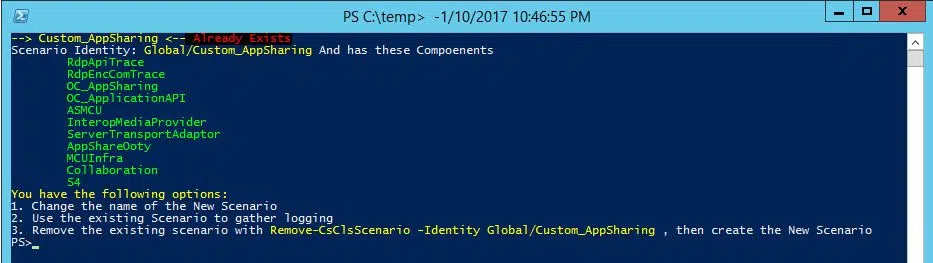 PS C:\temp> -1/10/2017 10:46:55 PM
--> Custom_AppSharing <-- Already Exists
Scenario Identity: Global/Custom_AppSharing And has these Compoenents
RdpApiTrace
RdpEncComTrace
OC_AppSharing
OC_ApplicationAPI
ASMCU
InteropMediaProvider
ServerTransportAdaptor
AppShareOoty
MCUInfra
Collaboration
S4
You have the following options:
1. Change the name of the New Scenario
2. Use the existing Scenario to gather logging
3. Remove the existing scenario with Remove-CsClsScenario -Identity Global/Custom_AppSharing , then create the New Scenario
PS>_